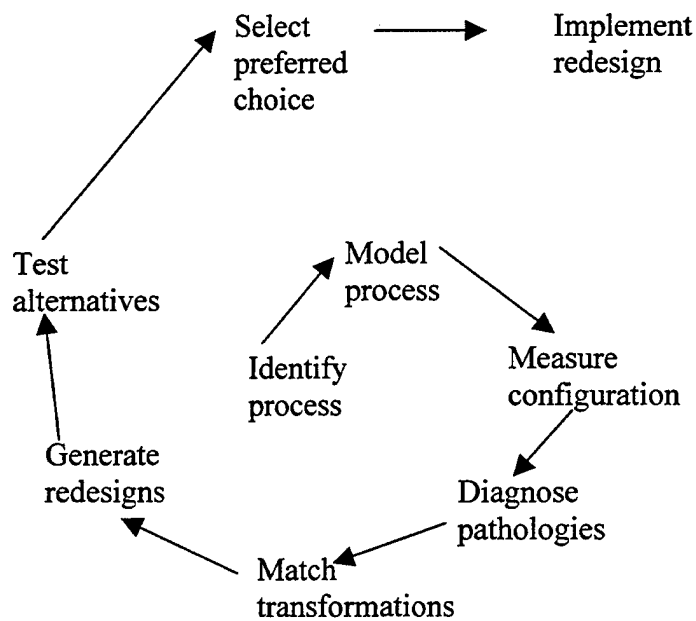 Select
preferred
choice
Implement
redesign
Test
alternatives
Model
process
Identify
process
Measure
configuration
Generate
redesigns
Diagnose
pathologies
Match
transformations